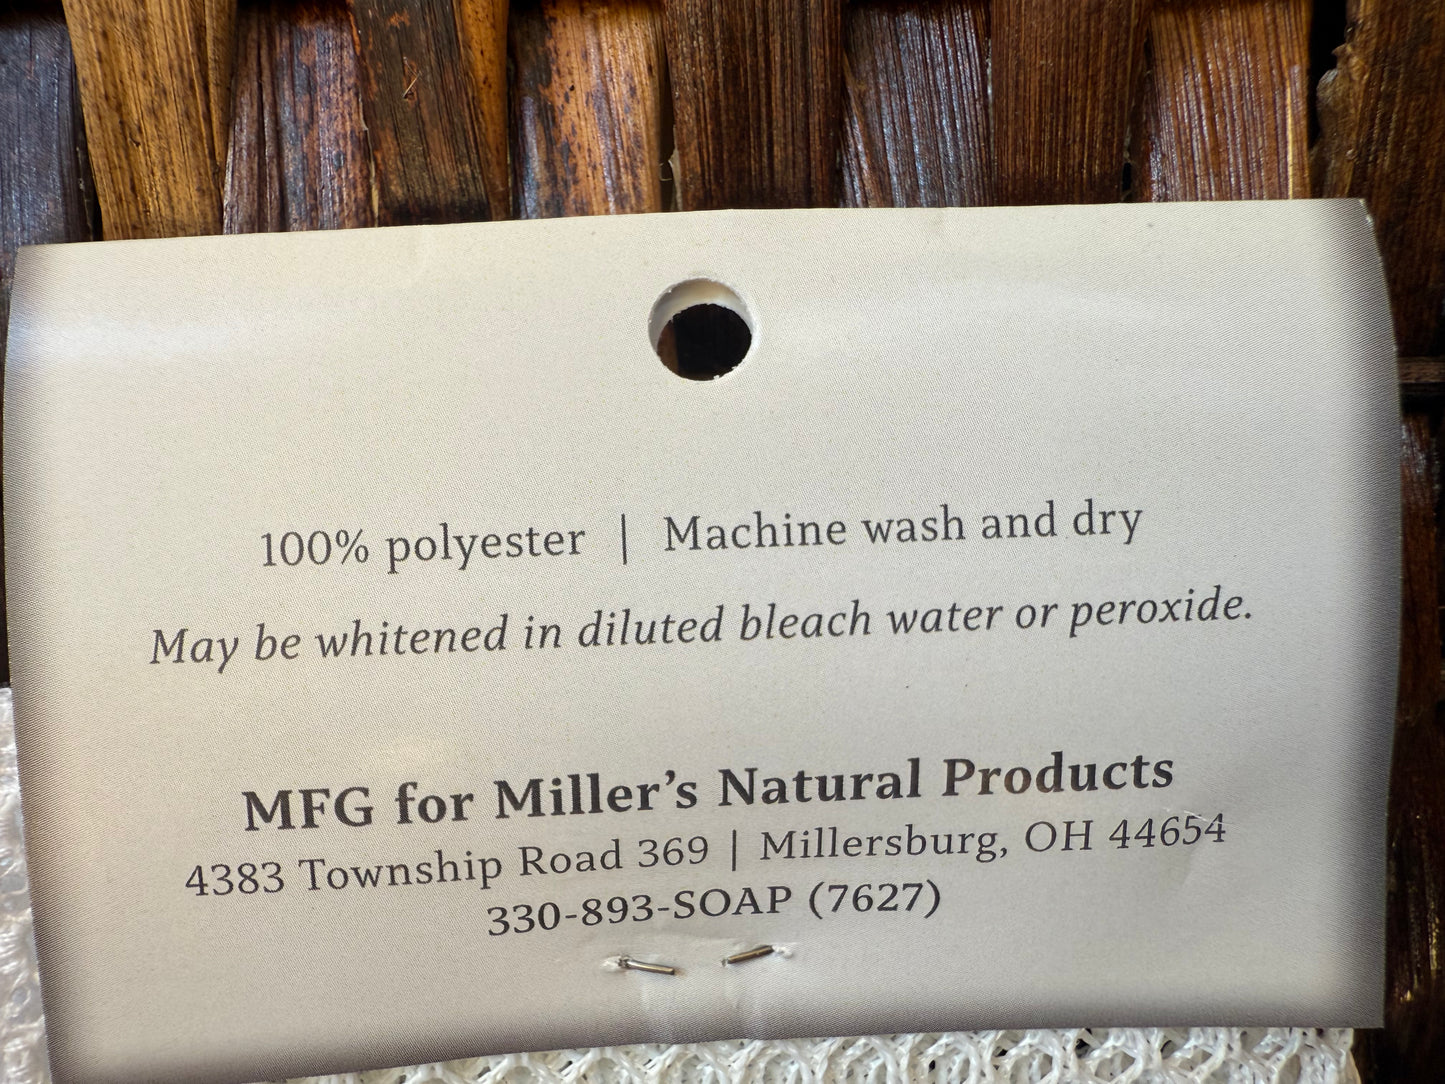 100% polyester | Machine wash and dry
May be whitened in diluted bleach water or peroxide.
MFG for Miller's Natural Products
4383 Township Road 369 | Millersburg, OH 44654
330-893-SOAP (7627)